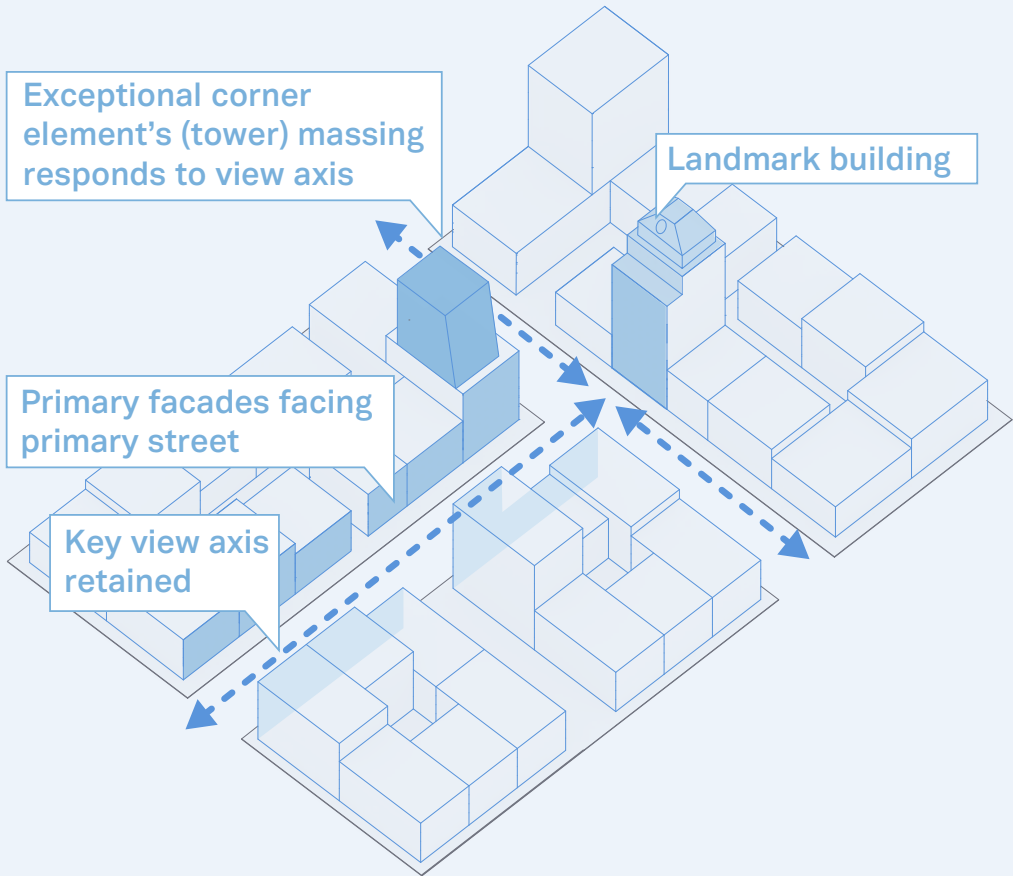 Exceptional corner
element's (tower) massing
responds to view axis
Landmark building
Primary facades facing
primary street
Key view axis
retained